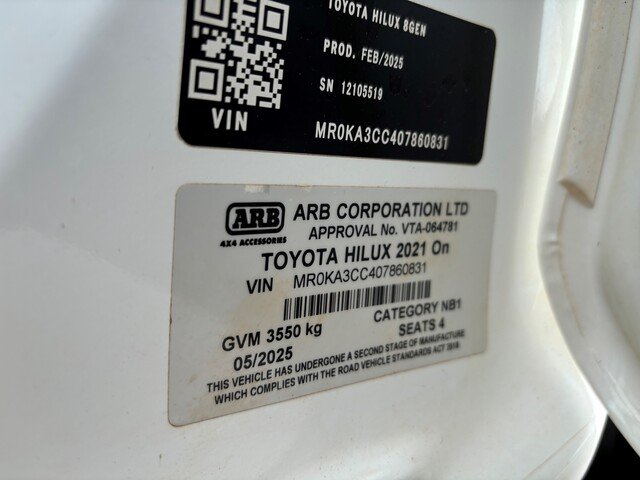 TOYOTA HILUX 8GEN
PROD. FEB/2025
SN 12105519
VIN MR0KA3CC407860831
ARB
4X4 ACCESSORIES
ARB CORPORATION LTD
APPROVAL No. VTA-064781
TOYOTA HILUX 2021 On
VIN MR0KA3CC407860831
GVM 3550 kg CATEGORY NB1
05/2025 SEATS 4
THIS VEHICLE HAS UNDERGONE A SECOND STAGE OF MANUFACTURE
WHICH COMPLIES WITH THE ROAD VEHICLE STANDARDS ACT 2018